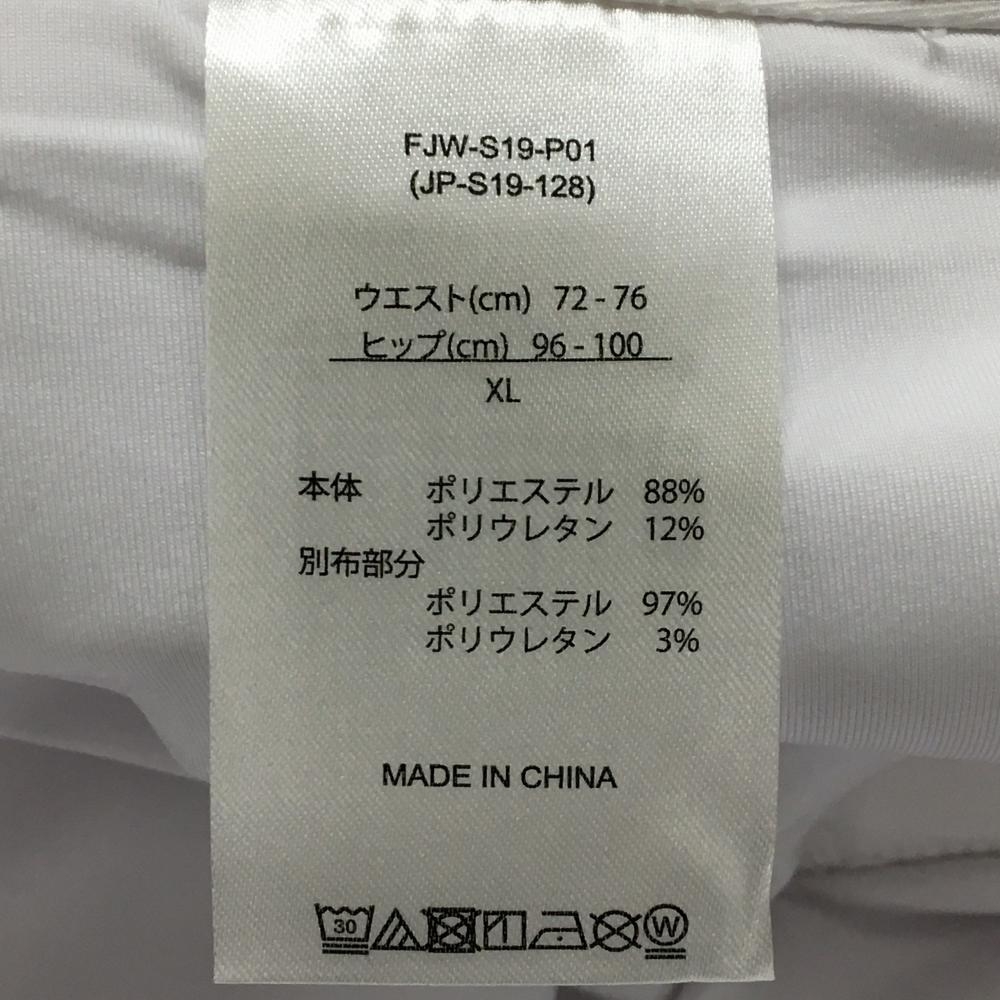 FJW-S19-P01
(JP-S19-128)
ウエスト(cm) 72 - 76
ヒップ(cm) 96 - 100
XL
本体 ポリエステル 88%
ポリウレタン 12%
別布部分
ポリエステル 97%
ポリウレタン 3%
MADE IN CHINA
30 W